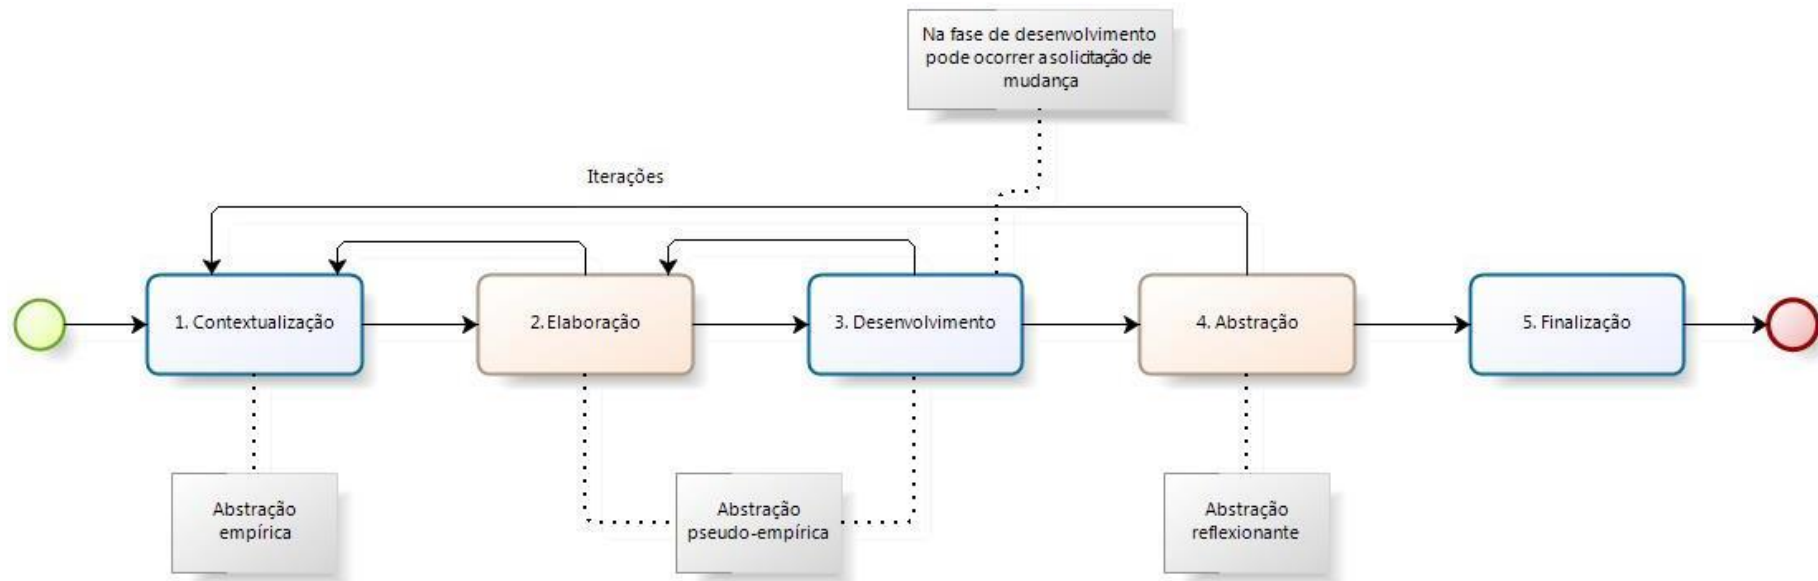 Na fase de desenvolvimento
pode ocorrer a solicitação de
mudança
Iterações
1. Contextualização
2. Elaboração
3. Desenvolvimento
4. Abstração
5. Finalização
Abstração
empírica
Abstração
pseudo-empírica
Abstração
reflexionante